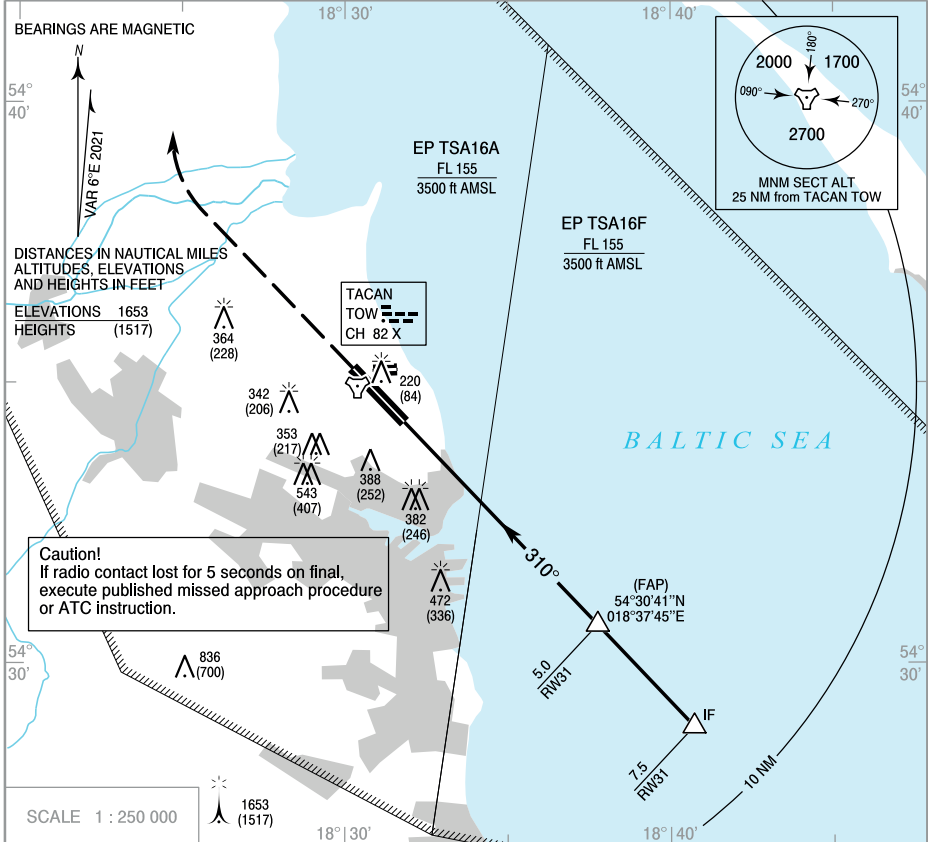 18° 30'
18° 40'
BEARINGS ARE MAGNETIC
N
VAR 6°E 2021
54°
40'
54°
40'
2000
180°
1700
090°
270°
2700
MNM SECT ALT
25 NM from TACAN TOW
EP TSA16A
FL 155
3500 ft AMSL
EP TSA16F
FL 155
3500 ft AMSL
DISTANCES IN NAUTICAL MILES
ALTITUDES, ELEVATIONS
AND HEIGHTS IN FEET
ELEVATIONS 1653
HEIGHTS (1517)
TACAN
TOW
CH 82 X
364
(228)
220
(84)
342
(206)
353
(217)
543
(407)
388
(252)
382
(246)
BALTIC SEA
Caution!
If radio contact lost for 5 seconds on final,
execute published missed approach procedure
or ATC instruction.
472
(336)
310°
(FAP)
54°30'41"N
018°37'45"E
5.0
RW31
836
(700)
54°
30'
54°
30'
IF
7.5
RW31
10 NM
1653
(1517)
SCALE 1 : 250 000
18° 30'
18° 40'